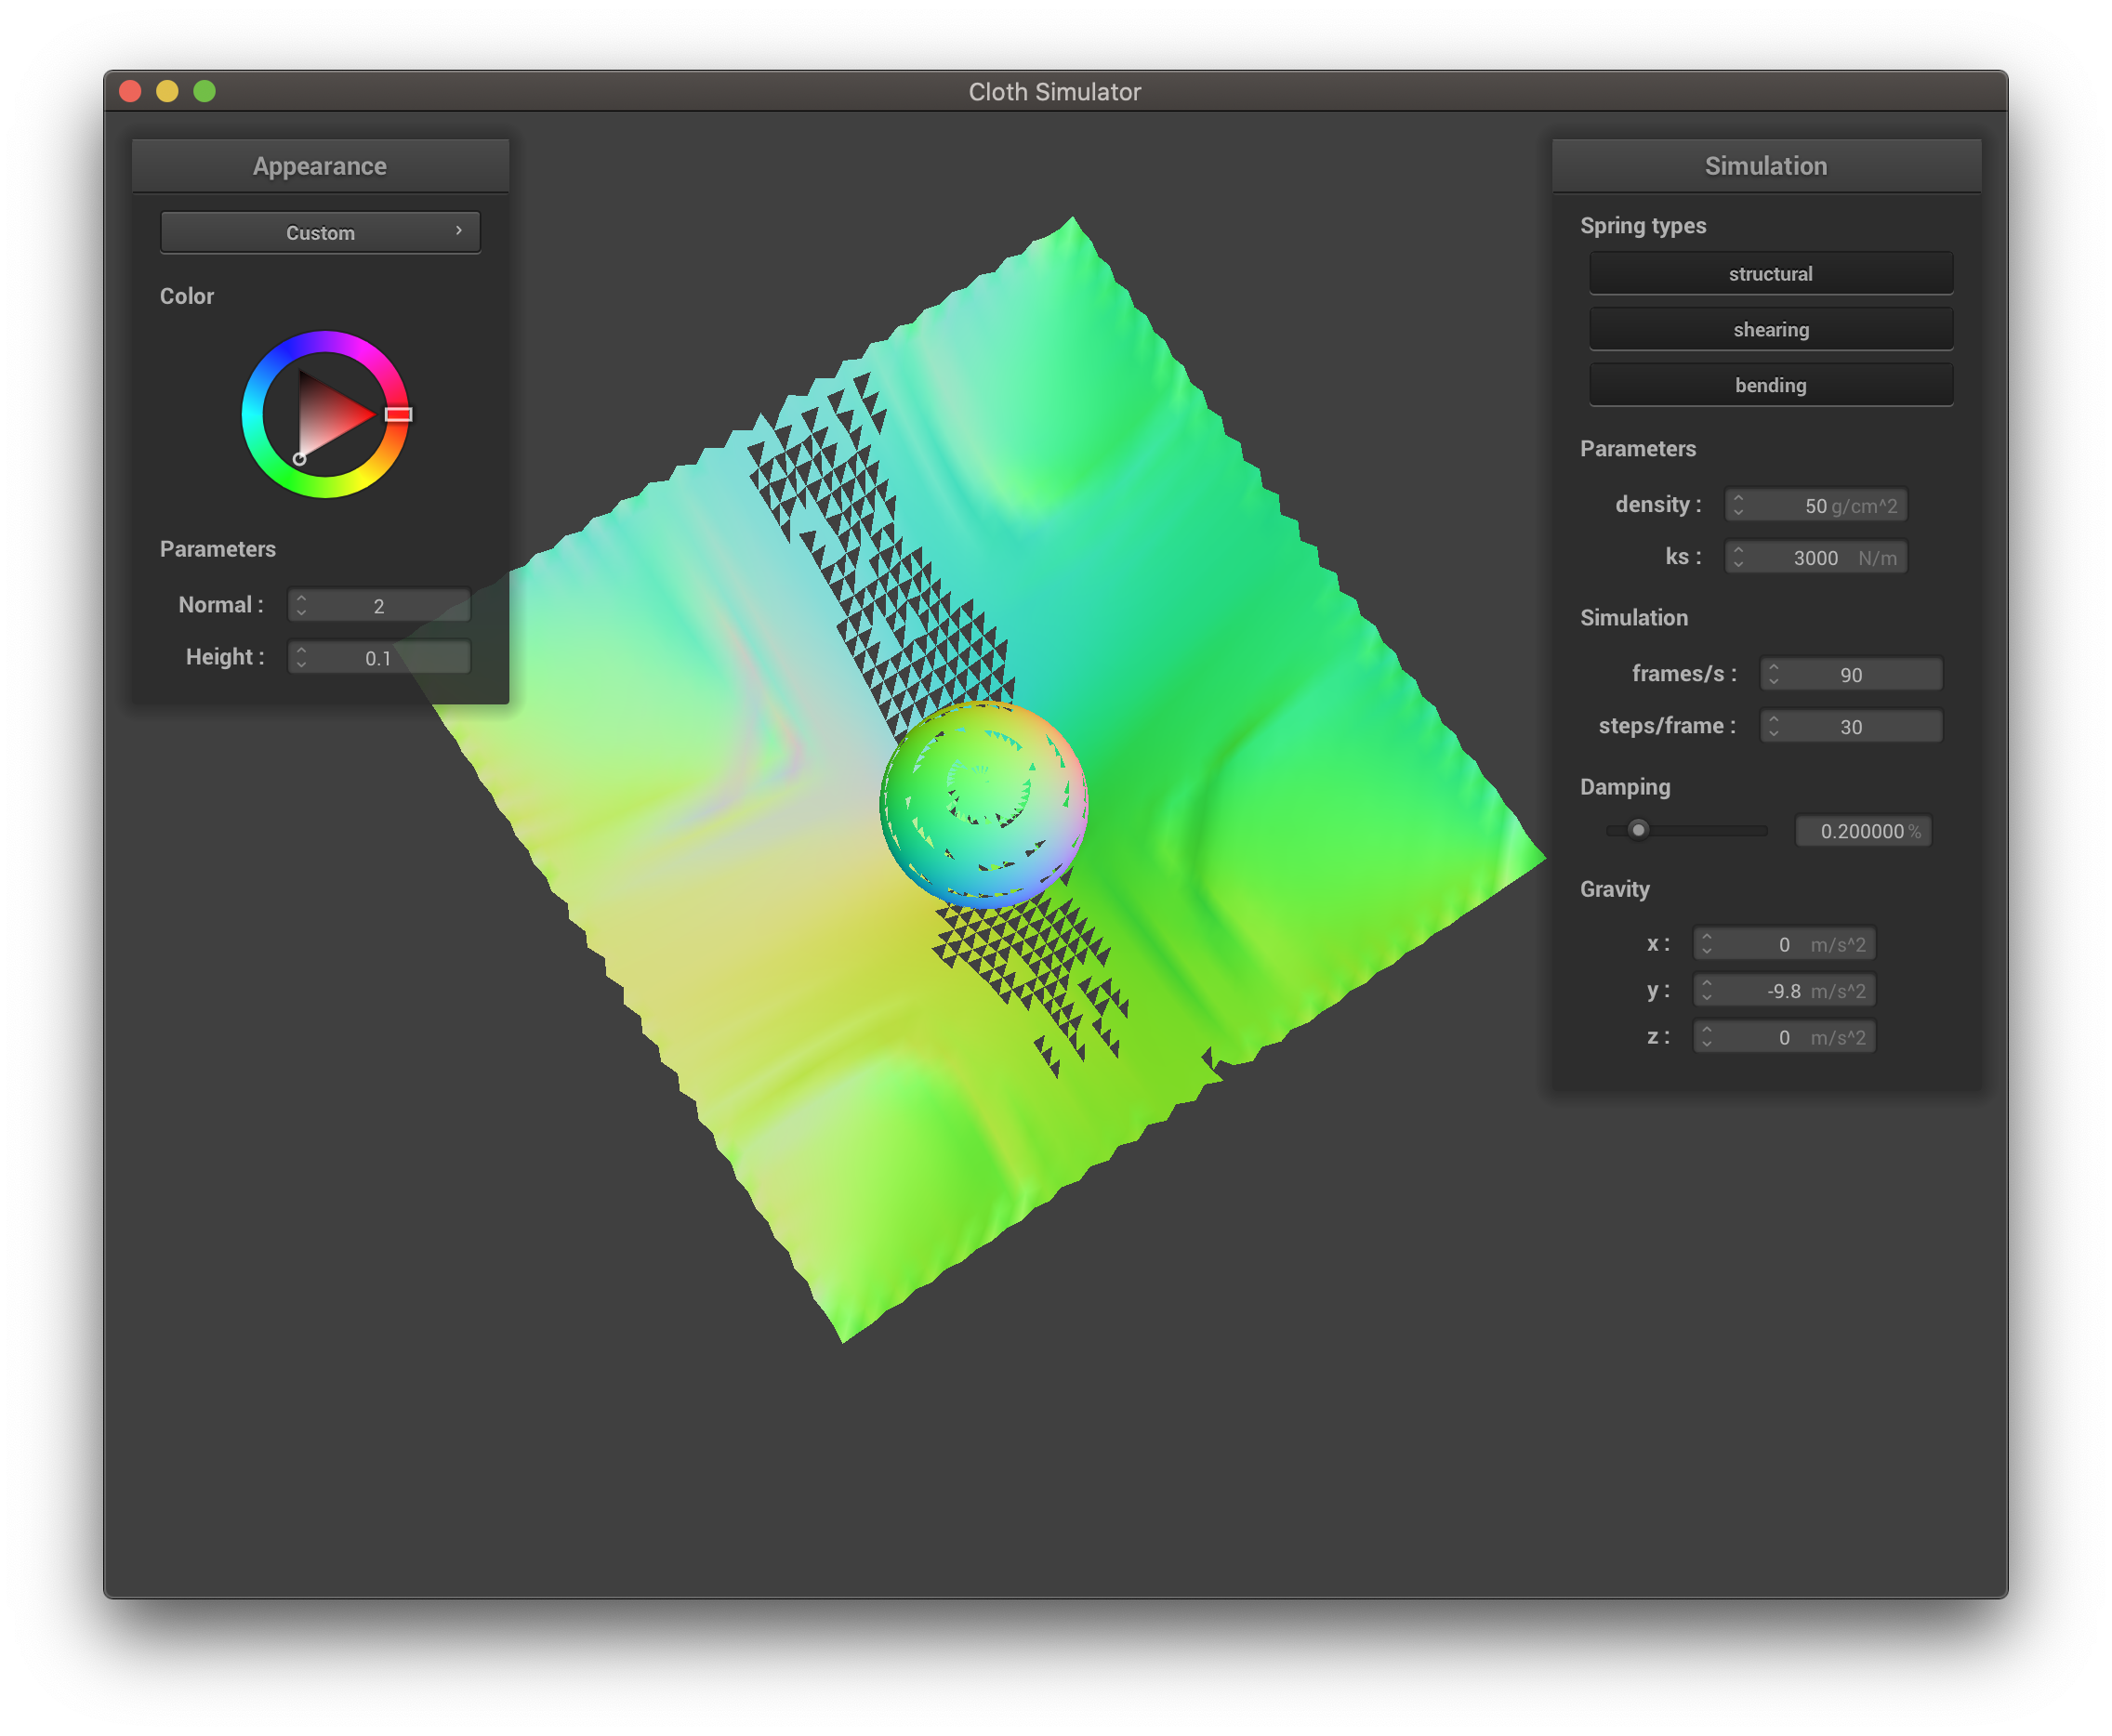 Cloth Simulator
Appearance
Custom
Color
Parameters
Normal : 2
Height : 0.1
Simulation
Spring types
structural
shearing
bending
Parameters
density : 50 g/cm^2
ks : 3000 N/m
Simulation
frames/s : 90
steps/frame : 30
Damping
0.200000 %
Gravity
x : 0 m/s^2
y : -9.8 m/s^2
z : 0 m/s^2